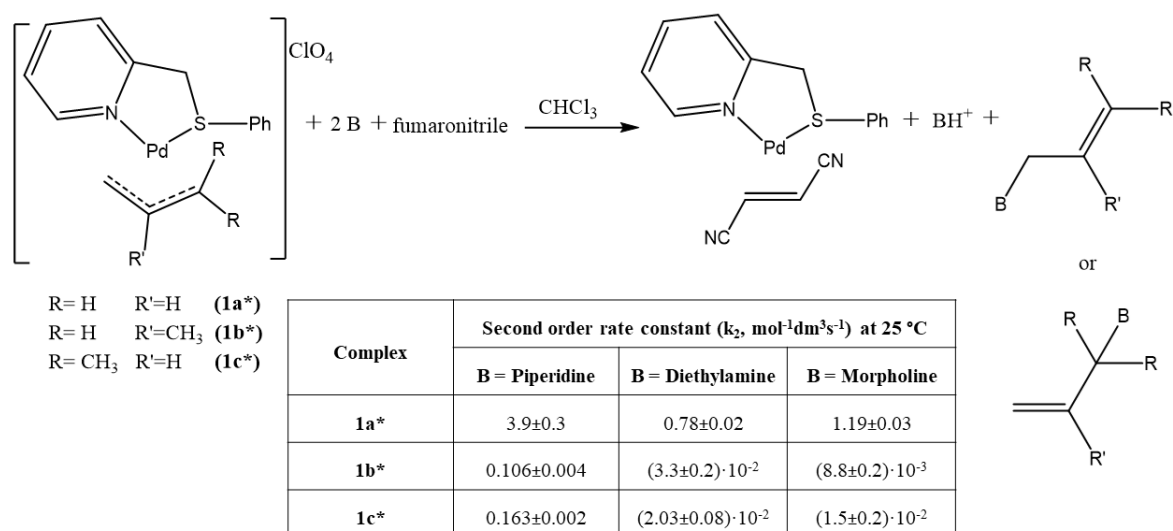 ClO4
N
S
Ph
Pd
R
R
R'
+ 2 B + fumaronitrile
CHCl3
N
S
Ph
Pd
CN
NC
+ BH+ +
R
R
B
R'
or
R
B
R
R'
R= H R'=H (1a*)
R= H R'=CH3 (1b*)
R= CH3 R'=H (1c*)
Complex
Second order rate constant (k2, mol-1dm3s-1) at 25 ºC
B = Piperidine B = Diethylamine B = Morpholine
1a* 3.9±0.3 0.78±0.02 1.19±0.03
1b* 0.106±0.004 (3.3±0.2)·10-2 (8.8±0.2)·10-3
1c* 0.163±0.002 (2.03±0.08)·10-2 (1.5±0.2)·10-2